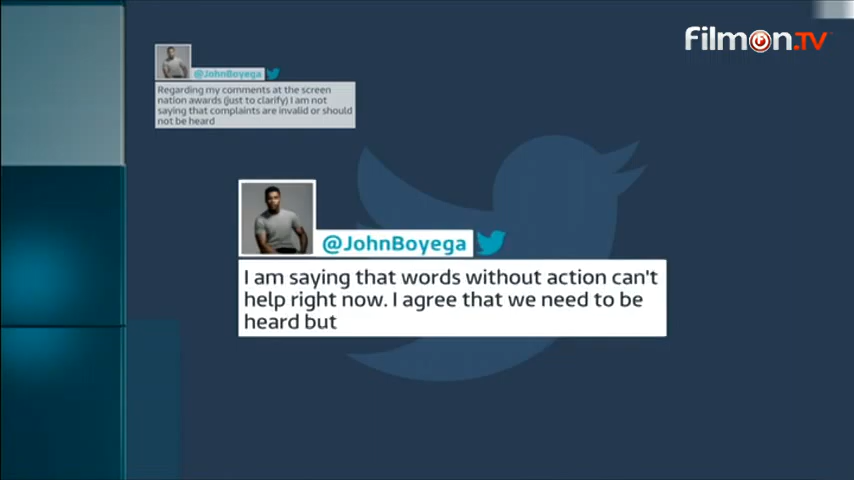 Filmon.TV
@JohnBoyega
Regarding my comments at the screen
nation awards (just to clarify) I am not
saying that complaints are invalid or should
not be heard
@JohnBoyega
I am saying that words without action can't
help right now. I agree that we need to be
heard but